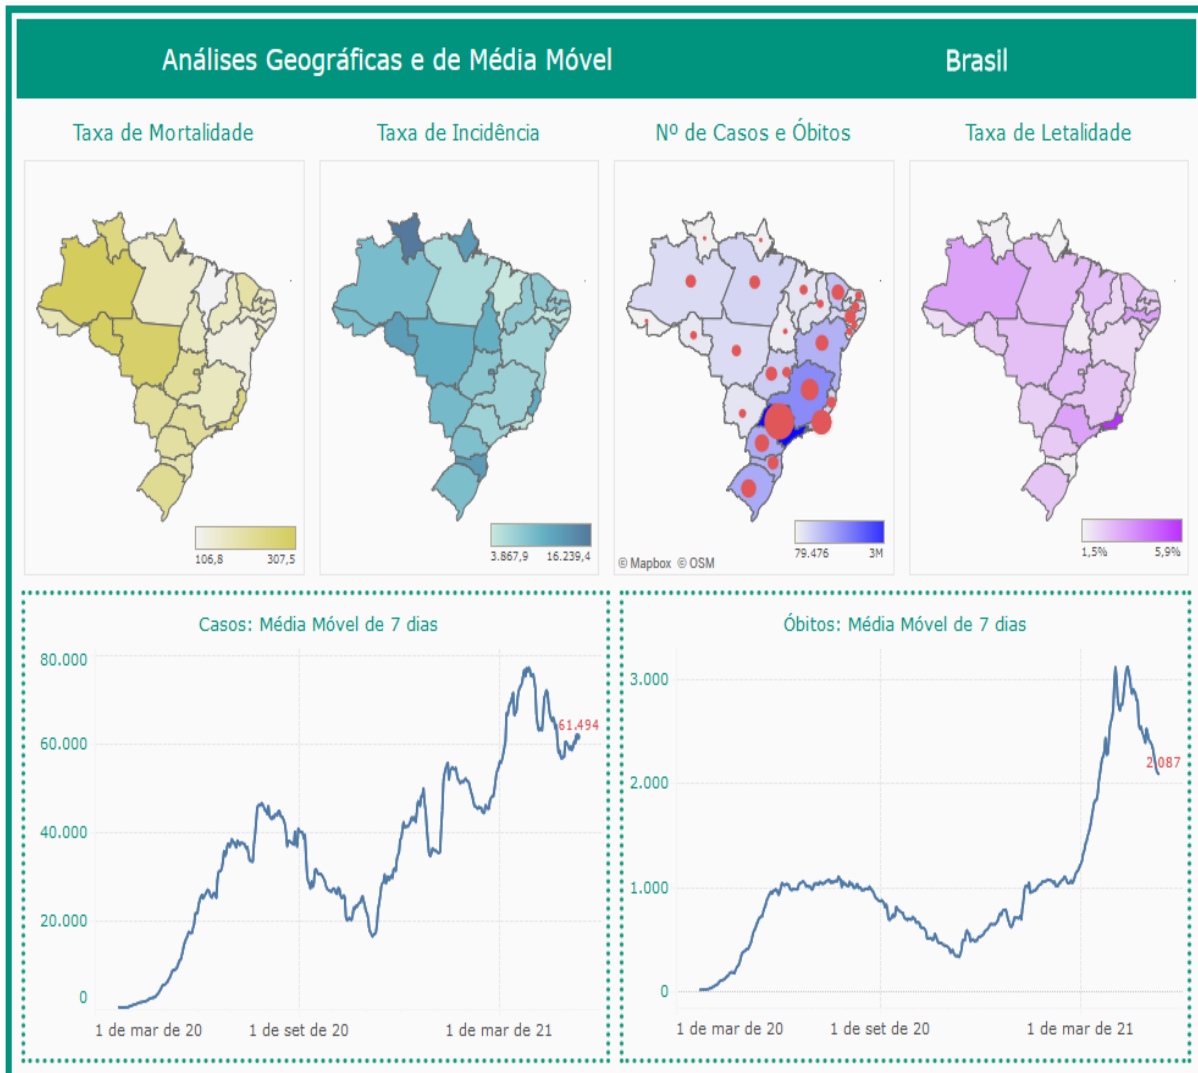 Análises Geográficas e de Média Móvel
Brasil
Taxa de Mortalidade
Taxa de Incidência
Nº de Casos e Óbitos
Taxa de Letalidade
106,8
307,5
3.867,9
16.239,4
© Mapbox © OSM
79.476
3M
1,5%
5,9%
Casos: Média Móvel de 7 dias
80.000
60.000
40.000
20.000
0
61.494
1 de mar de 20
1 de set de 20
1 de mar de 21
Óbitos: Média Móvel de 7 dias
3.000
2.000
1.000
0
2.087
1 de mar de 20
1 de set de 20
1 de mar de 21